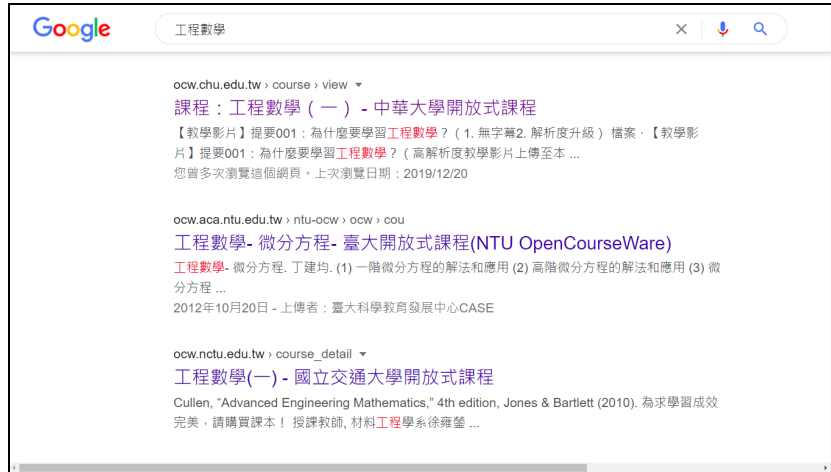 Google
工程數學
ocw.chu.edu.tw › course › view
課程：工程數學（一） - 中華大學開放式課程
【教學影片】提要001：為什麼要學習工程數學？（1. 無字幕2. 解析度升級） 檔案 · 【教學影
片】提要001：為什麼要學習工程數學？（高解析度教學影片上傳至本 ...
您曾多次瀏覽這個網頁。上次瀏覽日期：2019/12/20
ocw.aca.ntu.edu.tw › ntu-ocw › ocw › cou
工程數學- 微分方程- 臺大開放式課程(NTU OpenCourseWare)
工程數學- 微分方程. 丁建均. (1) 一階微分方程的解法和應用 (2) 高階微分方程的解法和應用 (3) 微
分方程 ...
2012年10月20日 - 上傳者：臺大科學教育發展中心CASE
ocw.nctu.edu.tw › course_detail
工程數學(一) - 國立交通大學開放式課程
Cullen, “Advanced Engineering Mathematics,” 4th edition, Jones & Bartlett (2010). 為求學習成效
完美，請購買課本！ 授課教師, 材料工程學系徐雍鎣 ...